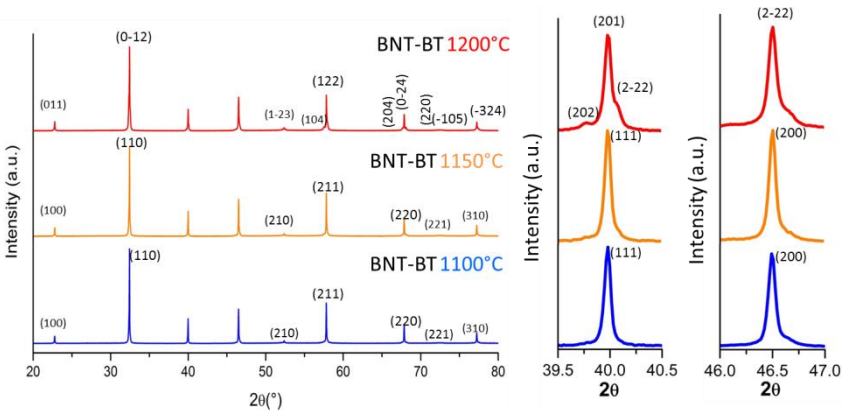 BNT-BT 1200°C
(0-12)
(011)
(1-23)
(104)
(122)
(204)
(0-24)
(220)
(-105)
(-324)
BNT-BT 1150°C
(110)
(100)
(210)
(211)
(220)
(221)
(310)
BNT-BT 1100°C
(110)
(100)
(210)
(211)
(220)
(221)
(310)
Intensity (a.u.)
20 30 40 50 60 70 80
2θ(°)
(201)
(2-22)
(202)
(111)
(111)
Intensity (a.u.)
39.5 40.0 40.5
2θ
(2-22)
(200)
(200)
Intensity (a.u.)
46.0 46.5 47.0
2θ